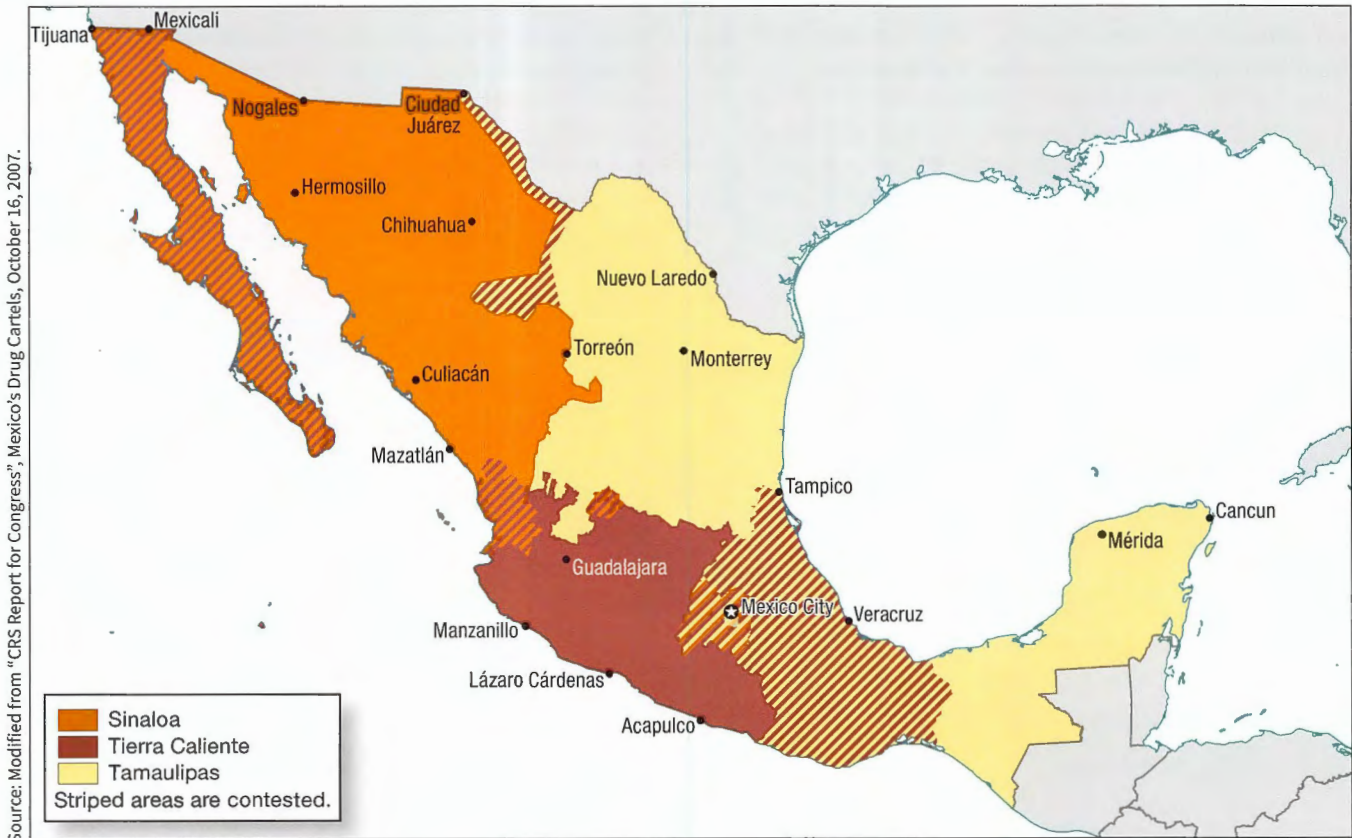 Source: Modified from "CRS Report for Congress", Mexico's Drug Cartels, October 16, 2007.
Tijuana
Mexicali
Nogales
Ciudad
Juárez
Hermosillo
Chihuahua
Nuevo Laredo
Torreón
Monterrey
Culiacán
Mazatlán
Tampico
Cancun
Mérida
Guadalajara
Mexico City
Veracruz
Manzanillo
Lázaro Cárdenas
Acapulco
Sinaloa
Tierra Caliente
Tamaulipas
Striped areas are contested.